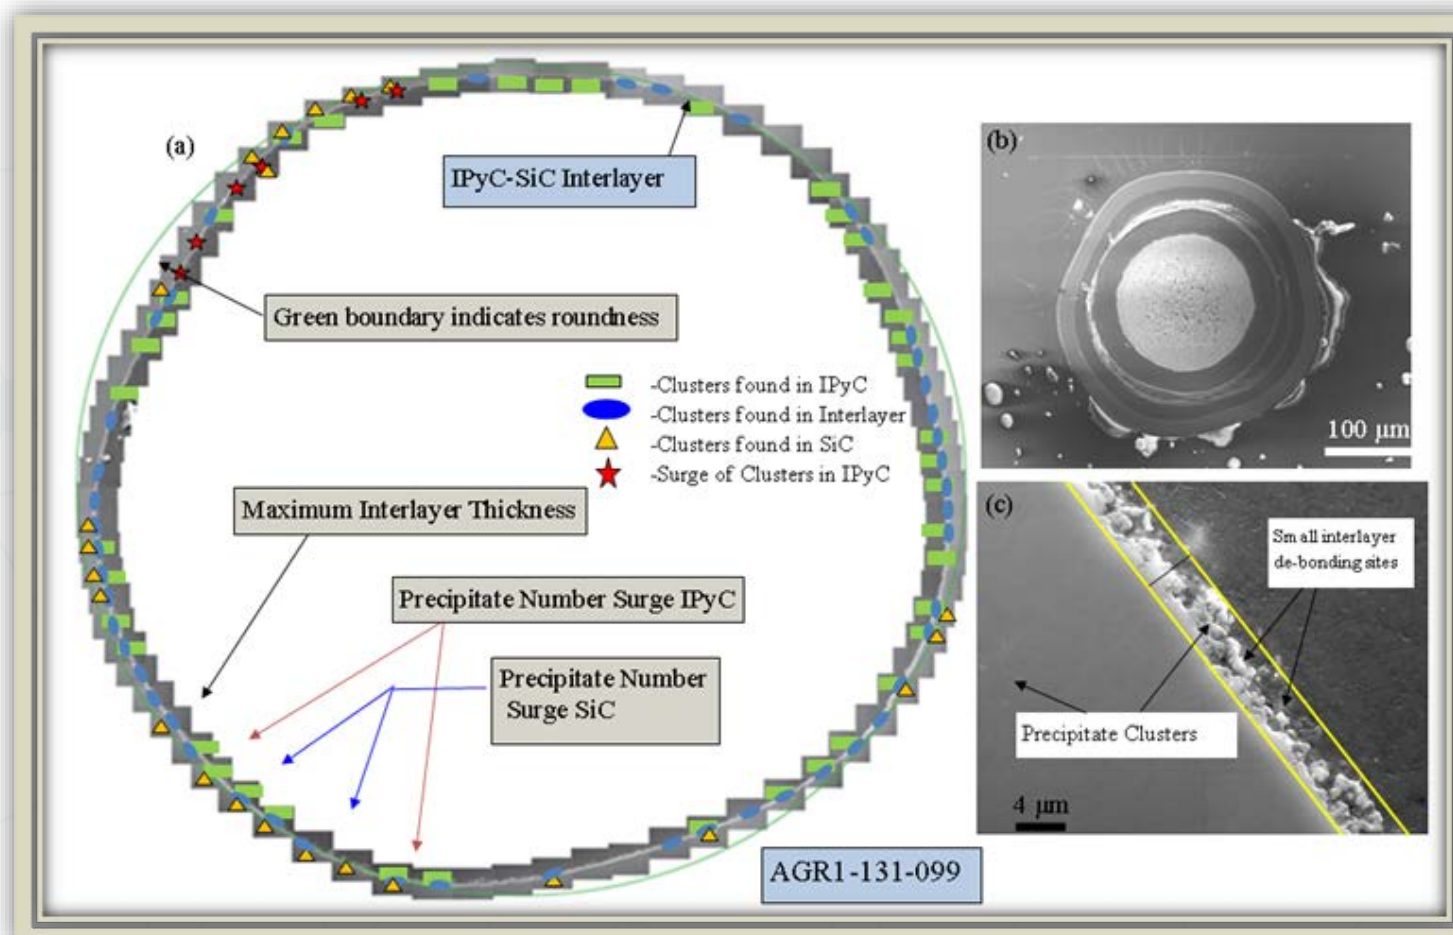 (a)
IPyC-SiC Interlayer
Green boundary indicates roundness
-Clusters found in IPyC
-Clusters found in Interlayer
-Clusters found in SiC
-Surge of Clusters in IPyC
Maximum Interlayer Thickness
Precipitate Number Surge IPyC
Precipitate Number
Surge SiC
AGR1-131-099
(b)
100 µm
(c)
Small interlayer
de-bonding sites
Precipitate Clusters
4 µm